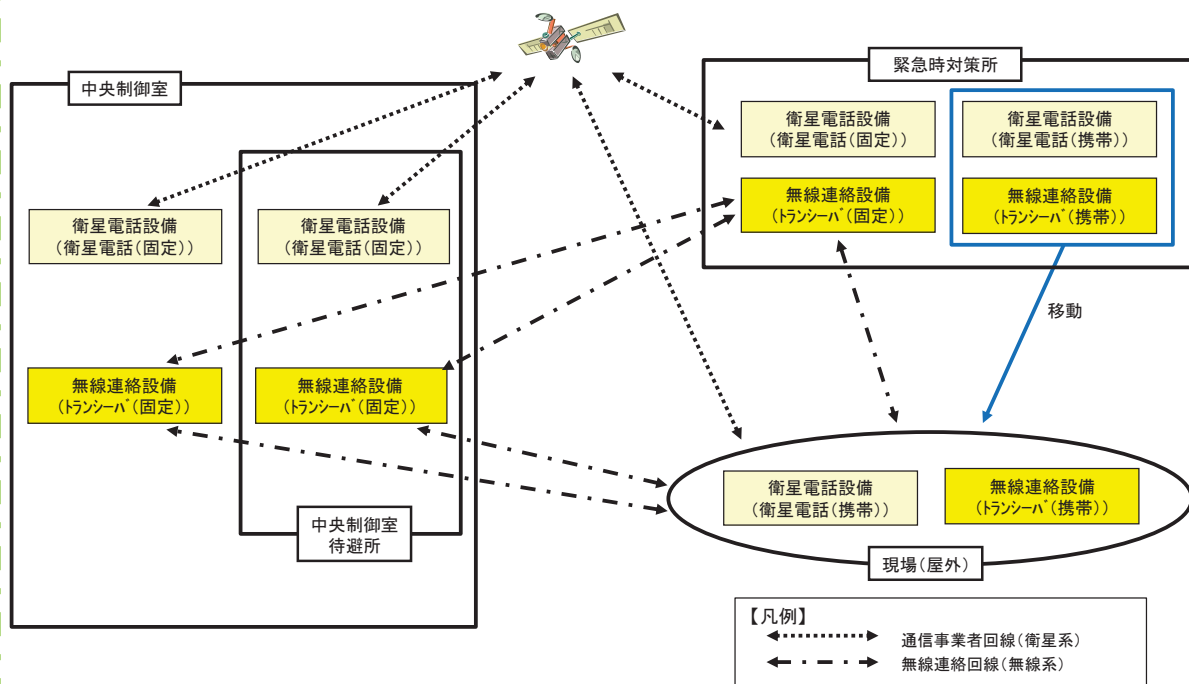 中央制御室
衛星電話設備
(衛星電話(固定))
衛星電話設備
(衛星電話(固定))
無線連絡設備
(トランシーバ(固定))
無線連絡設備
(トランシーバ(固定))
中央制御室
待避所
緊急時対策所
衛星電話設備
(衛星電話(固定))
衛星電話設備
(衛星電話(携帯))
無線連絡設備
(トランシーバ(固定))
無線連絡設備
(トランシーバ(携帯))
移動
衛星電話設備
(衛星電話(携帯))
無線連絡設備
(トランシーバ(携帯))
現場(屋外)
【凡例】
通信事業者回線(衛星系)
無線連絡回線(無線系)